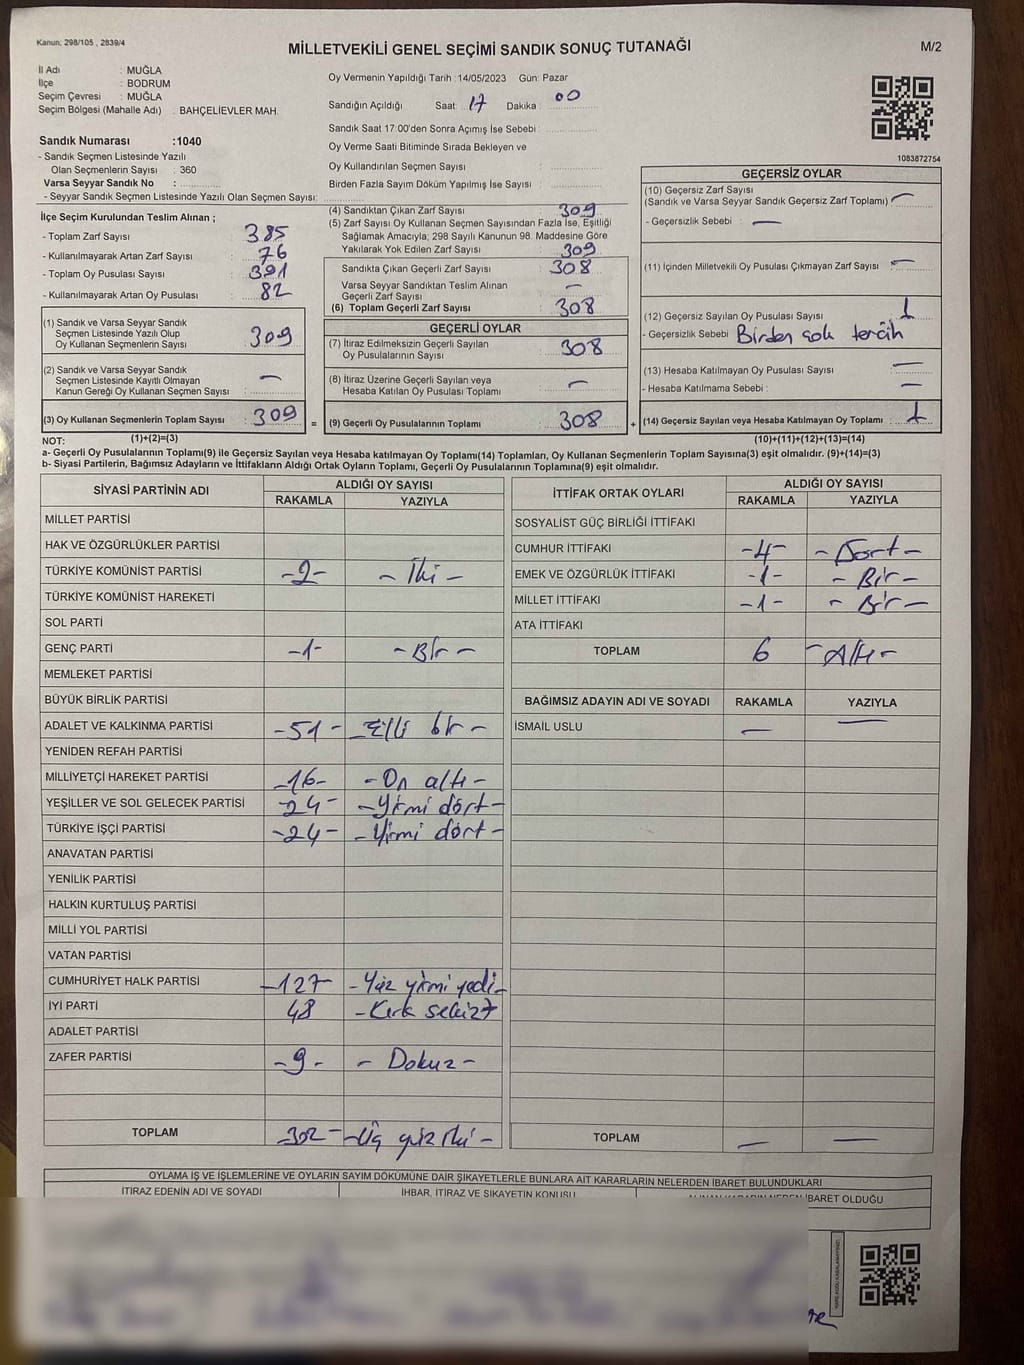 Kanun; 298/105 , 2839/4
MİLLETVEKİLİ GENEL SEÇİMİ SANDIK SONUÇ TUTANAĞI
M/2
İl Adı : MUĞLA
İlçe : BODRUM
Seçim Çevresi : MUĞLA
Seçim Bölgesi (Mahalle Adı) : BAHÇELİEVLER MAH.
Oy Vermenin Yapıldığı Tarih :14/05/2023 Gün: Pazar
Sandığın Açıldığı Saat: 17 Dakika : 00
Sandık Saat 17:00'den Sonra Açımış İse Sebebi :
Oy Verme Saati Bitiminde Sırada Bekleyen ve
Oy Kullandırılan Seçmen Sayısı :
Birden Fazla Sayım Döküm Yapılmış İse Sayısı :
1083872754
Sandık Numarası :1040
- Sandık Seçmen Listesinde Yazılı
Olan Seçmenlerin Sayısı : 360
Varsa Seyyar Sandık No :
- Seyyar Sandık Seçmen Listesinde Yazılı Olan Seçmen Sayısı:
İlçe Seçim Kurulundan Teslim Alınan ;
- Toplam Zarf Sayısı : 385
- Kullanılmayarak Artan Zarf Sayısı : 76
- Toplam Oy Pusulası Sayısı : 391
- Kullanılmayarak Artan Oy Pusulası : 82
(1) Sandık ve Varsa Seyyar Sandık
Seçmen Listesinde Yazılı Olup
Oy Kullanan Seçmenlerin Sayısı : 309
(2) Sandık ve Varsa Seyyar Sandık
Seçmen Listesinde Kayıtlı Olmayan
Kanun Gereği Oy Kullanan Seçmen Sayısı : —
(3) Oy Kullanan Seçmenlerin Toplam Sayısı : 309
(4) Sandıktan Çıkan Zarf Sayısı : 309
(5) Zarf Sayısı Oy Kullanan Seçmen Sayısından Fazla İse, Eşitliği
Sağlamak Amacıyla; 298 Sayılı Kanunun 98. Maddesine Göre
Yakılarak Yok Edilen Zarf Sayısı : 309
Sandıkta Çıkan Geçerli Zarf Sayısı : 308
Varsa Seyyar Sandıktan Teslim Alınan
Geçerli Zarf Sayısı : —
(6) Toplam Geçerli Zarf Sayısı : 308
GEÇERLİ OYLAR
(7) İtiraz Edilmeksizin Geçerli Sayılan
Oy Pusulalarının Sayısı : 308
(8) İtiraz Üzerine Geçerli Sayılan veya
Hesaba Katılan Oy Pusulası Toplamı : —
= (9) Geçerli Oy Pusulalarının Toplamı : 308
GEÇERSİZ OYLAR
(10) Geçersiz Zarf Sayısı
(Sandık ve Varsa Seyyar Sandık Geçersiz Zarf Toplamı) : —
- Geçersizlik Sebebi : —
(11) İçinden Milletvekili Oy Pusulası Çıkmayan Zarf Sayısı : —
(12) Geçersiz Sayılan Oy Pusulası Sayısı : 1
- Geçersizlik Sebebi : Birden çok tercih
(13) Hesaba Katılmayan Oy Pusulası Sayısı : —
- Hesaba Katılmama Sebebi : —
+ (14) Geçersiz Sayılan veya Hesaba Katılmayan Oy Toplamı : 1
NOT: (1)+(2)=(3)
(10)+(11)+(12)+(13)=(14)
a- Geçerli Oy Pusulalarının Toplamı(9) ile Geçersiz Sayılan veya Hesaba Katılmayan Oy Toplamı(14) Toplamları, Oy Kullanan Seçmenlerin Toplam Sayısına(3) eşit olmalıdır. (9)+(14)=(3)
b- Siyasi Partilerin, Bağımsız Adayların ve İttifakların Aldığı Ortak Oyların Toplamı, Geçerli Oy Pusulalarının Toplamına(9) eşit olmalıdır.
SİYASİ PARTİNİN ADI ALDIĞI OY SAYISI
RAKAMLA YAZIYLA
MİLLET PARTİSİ
HAK VE ÖZGÜRLÜKLER PARTİSİ
TÜRKİYE KOMÜNİST PARTİSİ -2- - İki -
TÜRKİYE KOMÜNİST HAREKETİ
SOL PARTİ
GENÇ PARTİ -1- - Bir -
MEMLEKET PARTİSİ
BÜYÜK BİRLİK PARTİSİ
ADALET VE KALKINMA PARTİSİ -51- - Elli bir -
YENİDEN REFAH PARTİSİ
MİLLİYETÇİ HAREKET PARTİSİ -16- - On altı -
YEŞİLLER VE SOL GELECEK PARTİSİ -24- - Yirmi dört -
TÜRKİYE İŞÇİ PARTİSİ -24- - Yirmi dört -
ANAVATAN PARTİSİ
YENİLİK PARTİSİ
HALKIN KURTULUŞ PARTİSİ
MİLLİ YOL PARTİSİ
VATAN PARTİSİ
CUMHURİYET HALK PARTİSİ -127- - Yüz yirmi yedi -
İYİ PARTİ 48 - Kırk sekiz
ADALET PARTİSİ
ZAFER PARTİSİ -9- - Dokuz -
TOPLAM -302- - Üç yüz iki -
İTTİFAK ORTAK OYLARI ALDIĞI OY SAYISI
RAKAMLA YAZIYLA
SOSYALİST GÜÇ BİRLİĞİ İTTİFAKI
CUMHUR İTTİFAKI -4- - Dört -
EMEK VE ÖZGÜRLÜK İTTİFAKI -1- - Bir -
MİLLET İTTİFAKI -1- - Bir -
ATA İTTİFAKI
TOPLAM 6 - Altı -
BAĞIMSIZ ADAYIN ADI VE SOYADI RAKAMLA YAZIYLA
İSMAİL USLU — —
TOPLAM — —
OYLAMA İŞ VE İŞLEMLERİNE VE OYLARIN SAYIM DÖKÜMÜNE DAİR ŞİKAYETLERLE BUNLARA AİT KARARLARIN NELERDEN İBARET BULUNDUKLARI
İTİRAZ EDENİN ADI VE SOYADI İHBAR, İTİRAZ VE ŞİKAYETİN KONUSU ALINAN KARARIN NEDEN İBARET OLDUĞU